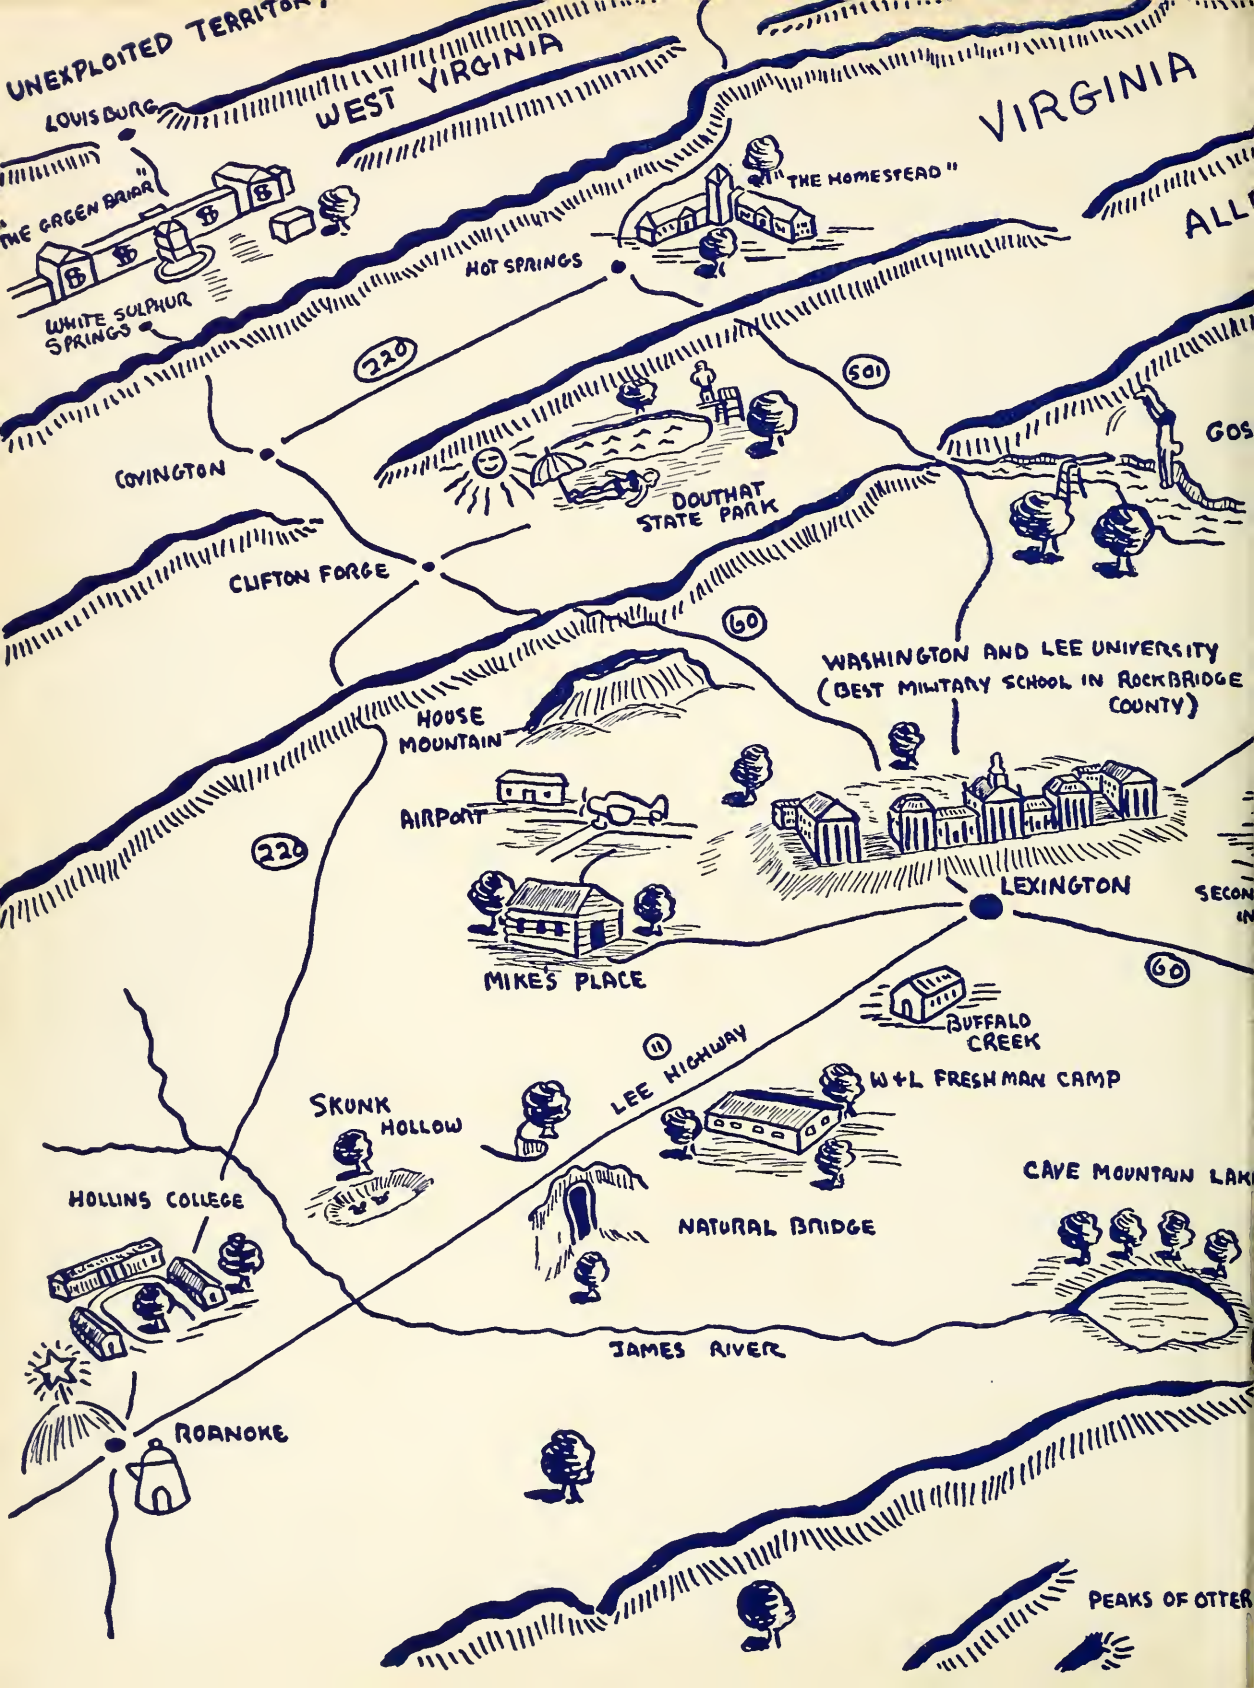 UNEXPLOITED TERRITORY
WEST VIRGINIA
VIRGINIA
LOUISBURG
"THE GREEN BRIAR"
$ $ $ $
"THE HOMESTEAD"
ALL
HOT SPRINGS
WHITE SULPHUR
SPRINGS
220
501
GOS
COVINGTON
DOUTHAT
STATE PARK
CLIFTON FORGE
60
WASHINGTON AND LEE UNIVERSITY
(BEST MILITARY SCHOOL IN ROCKBRIDGE
COUNTY)
HOUSE
MOUNTAIN
AIRPORT
220
LEXINGTON
SECON
IN
MIKE'S PLACE
60
BUFFALO
CREEK
11
LEE HIGHWAY
W+L FRESHMAN CAMP
SKUNK
HOLLOW
CAVE MOUNTAIN LAK
HOLLINS COLLEGE
NATURAL BRIDGE
JAMES RIVER
ROANOKE
PEAKS OF OTTER